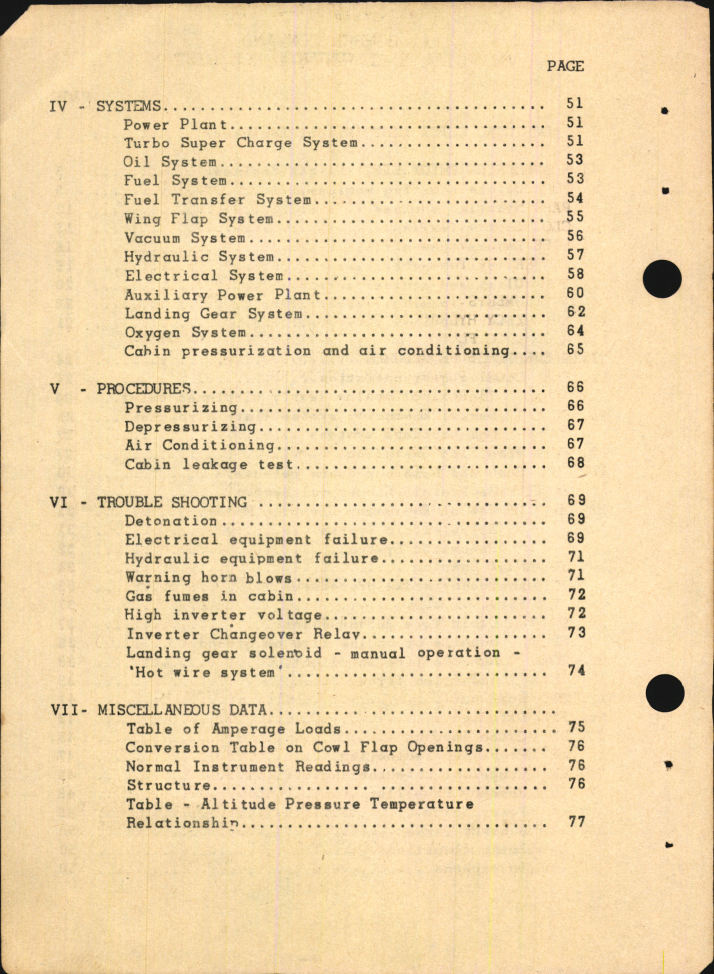 PAGE
IV - SYSTEMS......................................... 51
Power Plant.................................. 51
Turbo Super Charge System.................... 51
Oil System................................... 53
Fuel System.................................. 53
Fuel Transfer System......................... 54
Wing Flap System............................. 55
Vacuum System................................ 56
Hydraulic System............................. 57
Electrical System............................ 58
Auxiliary Power Plant........................ 60
Landing Gear System.......................... 62
Oxygen System................................ 64
Cabin pressurization and air conditioning.... 65
V - PROCEDURES...................................... 66
Pressurizing................................. 66
Depressurizing............................... 67
Air Conditioning............................. 67
Cabin leakage test........................... 68
VI - TROUBLE SHOOTING ............................... 69
Detonation................................... 69
Electrical equipment failure................. 69
Hydraulic equipment failure.................. 71
Warning horn blows........................... 71
Gas fumes in cabin........................... 72
High inverter voltage........................ 72
Inverter Changeover Relay.................... 73
Landing gear solenoid - manual operation -
'Hot wire system'............................ 74
VII- MISCELLANEOUS DATA...............................
Table of Amperage Loads....................... 75
Conversion Table on Cowl Flap Openings....... 76
Normal Instrument Readings................... 76
Structure................. .................. 76
Table - Altitude Pressure Temperature
Relationship................................. 77